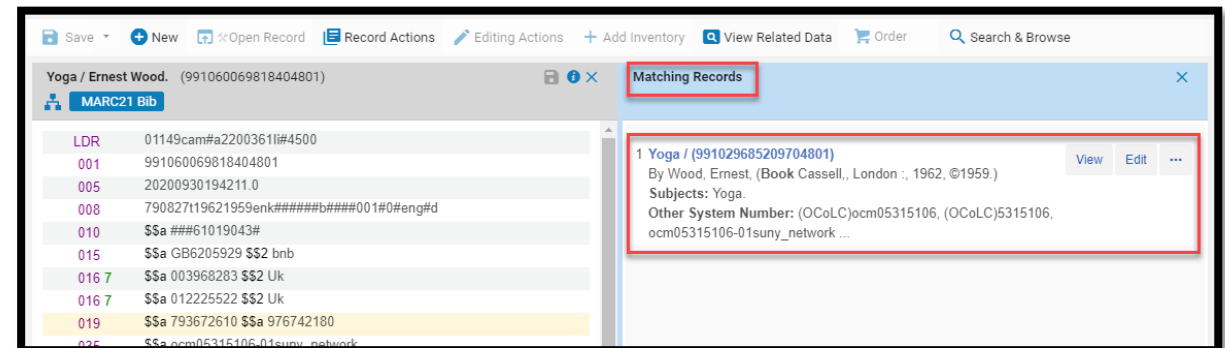 Save New Open Record Record Actions Editing Actions Add Inventory View Related Data Order Search & Browse
Yoga / Ernest Wood. (991060069818404801)
MARC21 Bib
LDR 01149cam#a2200361Ii#4500
001 991060069818404801
005 20200930194211.0
008 790827t19621959enk######b####001#0#eng#d
010 $$a ###61019043#
015 $$a GB6205929 $$2 bnb
016 7 $$a 003968283 $$2 Uk
016 7 $$a 012225522 $$2 Uk
019 $$a 793672610 $$a 976742180
035 $$a ocm05315106-01suny_network
Matching Records
1 Yoga / (991029685209704801)
View Edit ...
By Wood, Ernest, (Book Cassell,, London :, 1962, ©1959.)
Subjects: Yoga.
Other System Number: (OCoLC)ocm05315106, (OCoLC)5315106,
ocm05315106-01suny_network ...